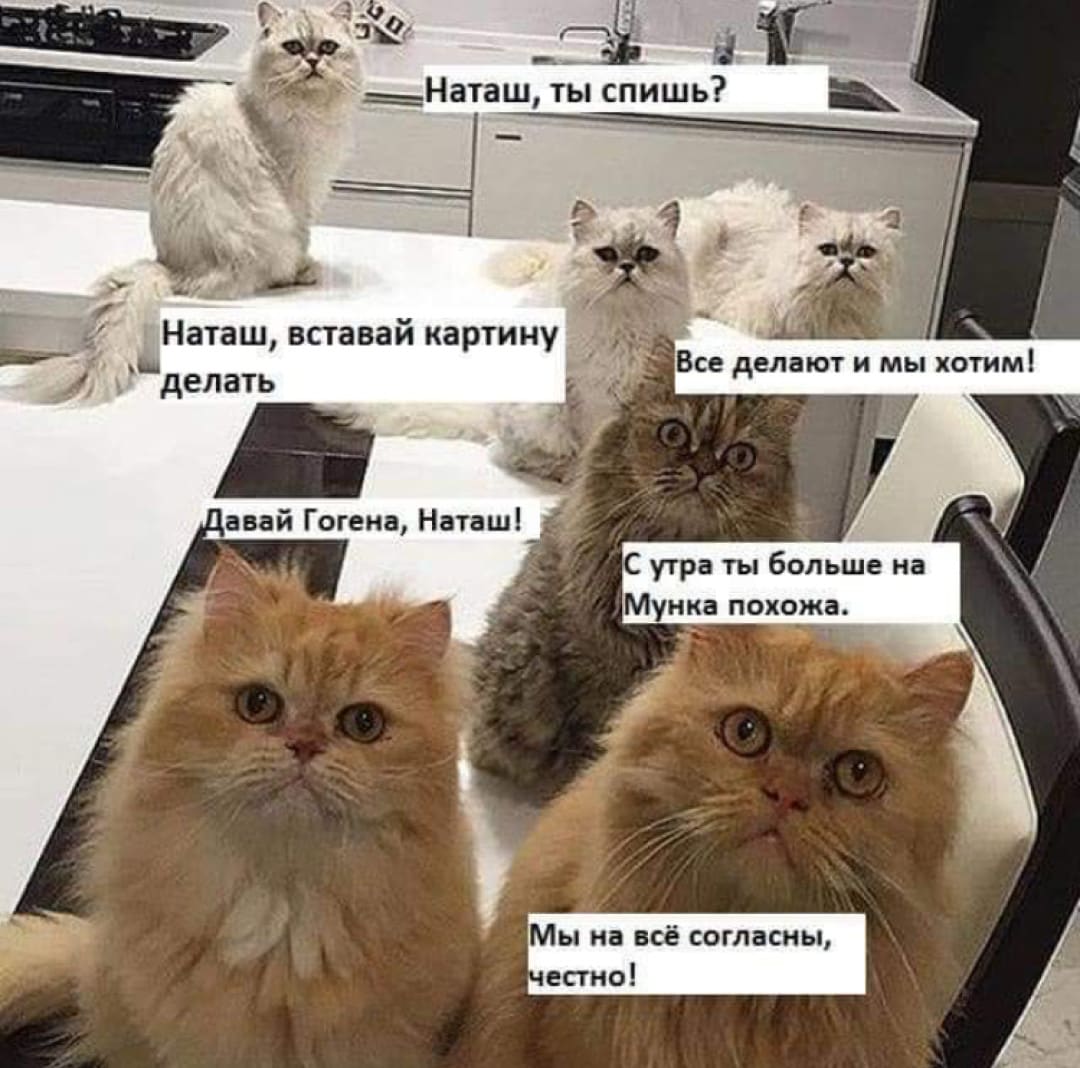 Наташ, ты спишь?
Наташ, вставай картину
делать
Все делают и мы хотим!
Давай Гогена, Наташ!
С утра ты больше на
Мунка похожа.
Мы на всё согласны,
честно!